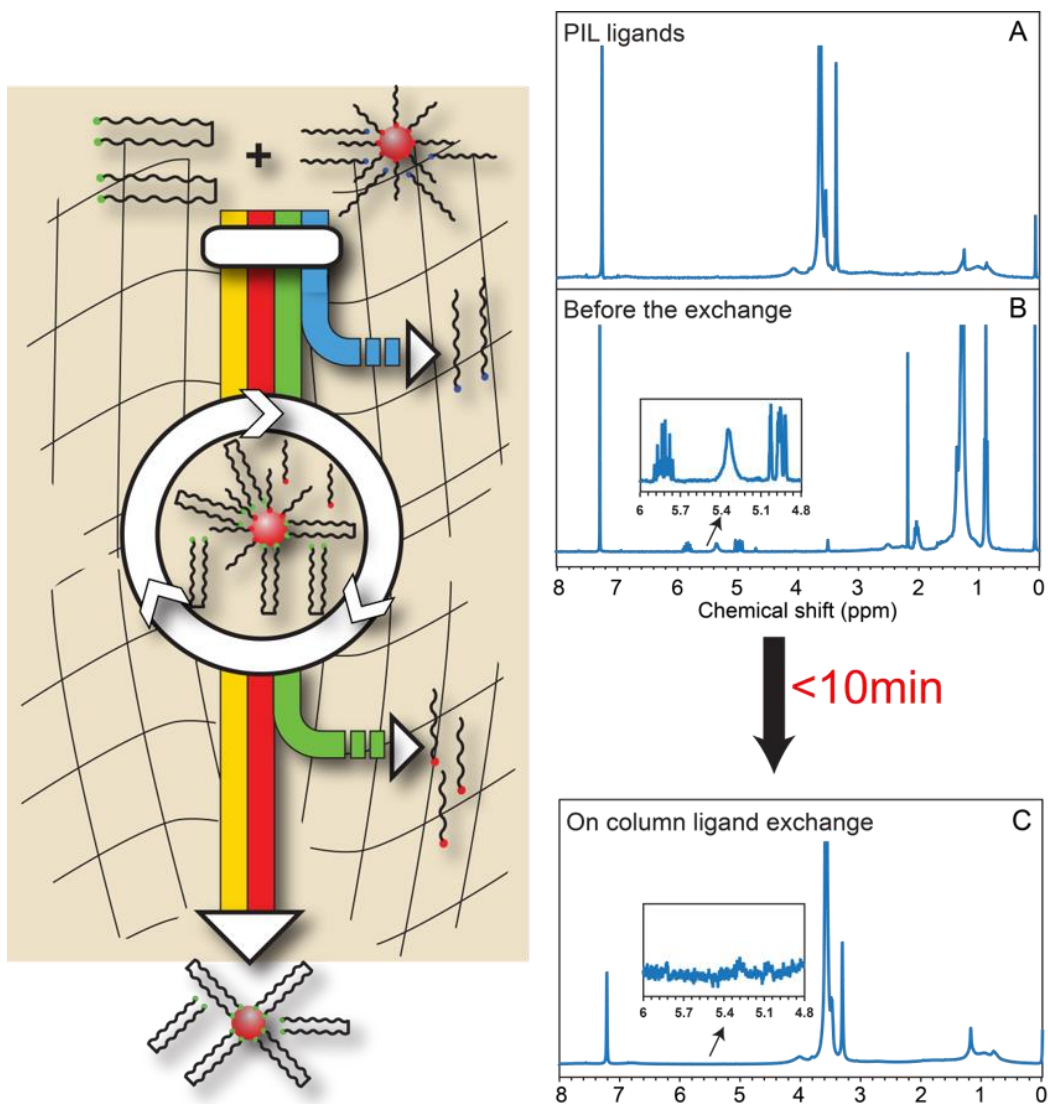 +
PIL ligands
A
Before the exchange
B
6 5.7 5.4 5.1 4.8
8 7 6 5 4 3 2 1 0
Chemical shift (ppm)
<10min
On column ligand exchange
C
6 5.7 5.4 5.1 4.8
8 7 6 5 4 3 2 1 0